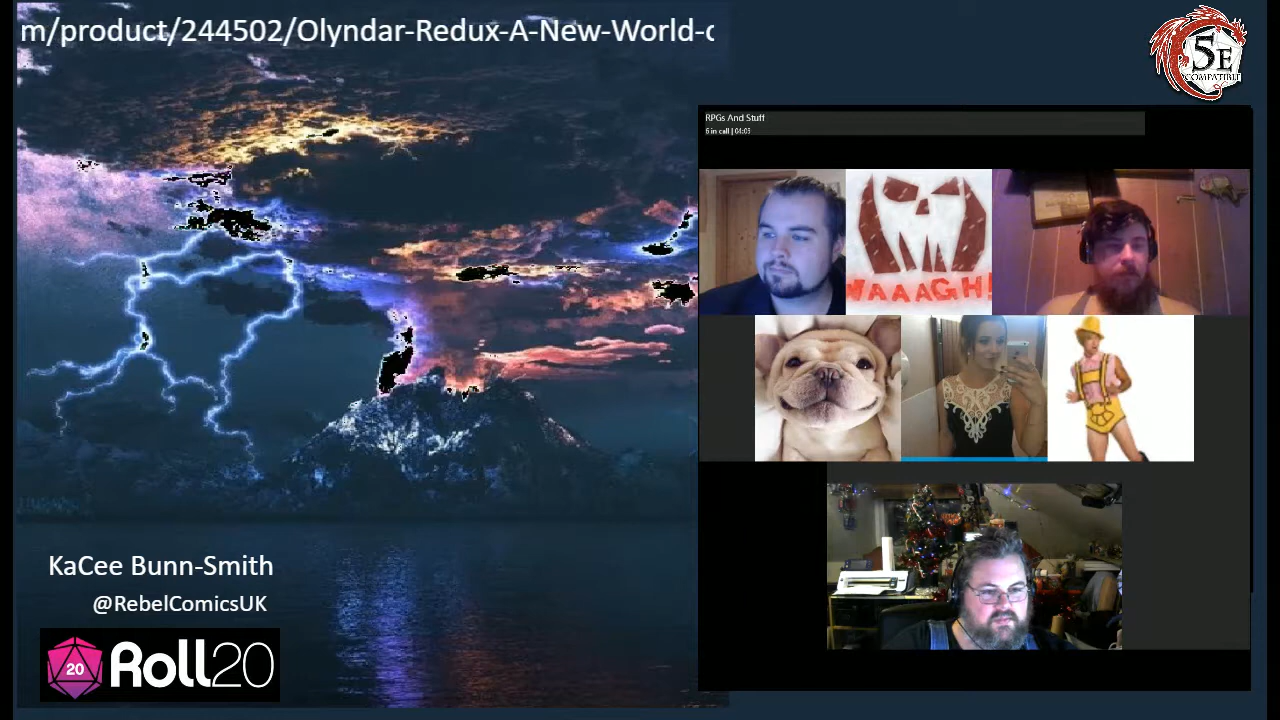 m/product/244502/Olyndar-Redux-A-New-World-c
5E
COMPATIBLE
RPGs And Stuff
6 in call | 04:03
WAAAGH!
KaCee Bunn-Smith
@RebelComicsUK
20
Roll20